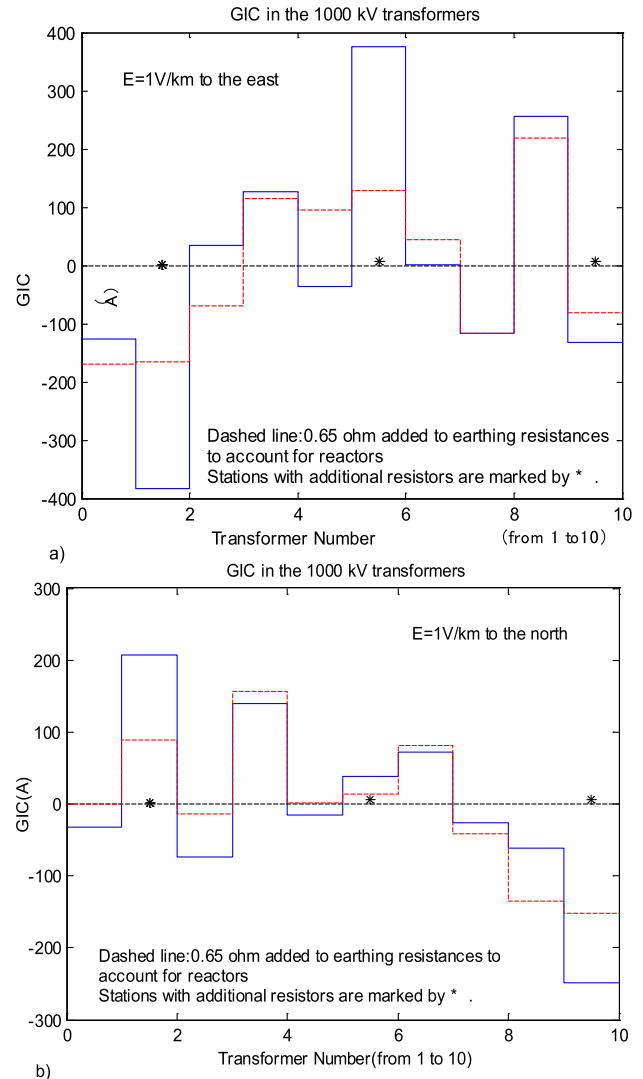 GIC in the 1000 kV transformers
400
300
200
100
0
-100
-200
-300
-400
GIC
(A)
E=1V/km to the east
Dashed line:0.65 ohm added to earthing resistances
to account for reactors
Stations with additional resistors are marked by * .
0 2 4 6 8 10
Transformer Number (from 1 to10)
a)
GIC in the 1000 kV transformers
300
200
100
0
-100
-200
-300
GIC(A)
E=1V/km to the north
Dashed line:0.65 ohm added to earthing resistances to
account for reactors
Stations with additional resistors are marked by * .
0 2 4 6 8 10
Transformer Number(from 1 to 10)
b)